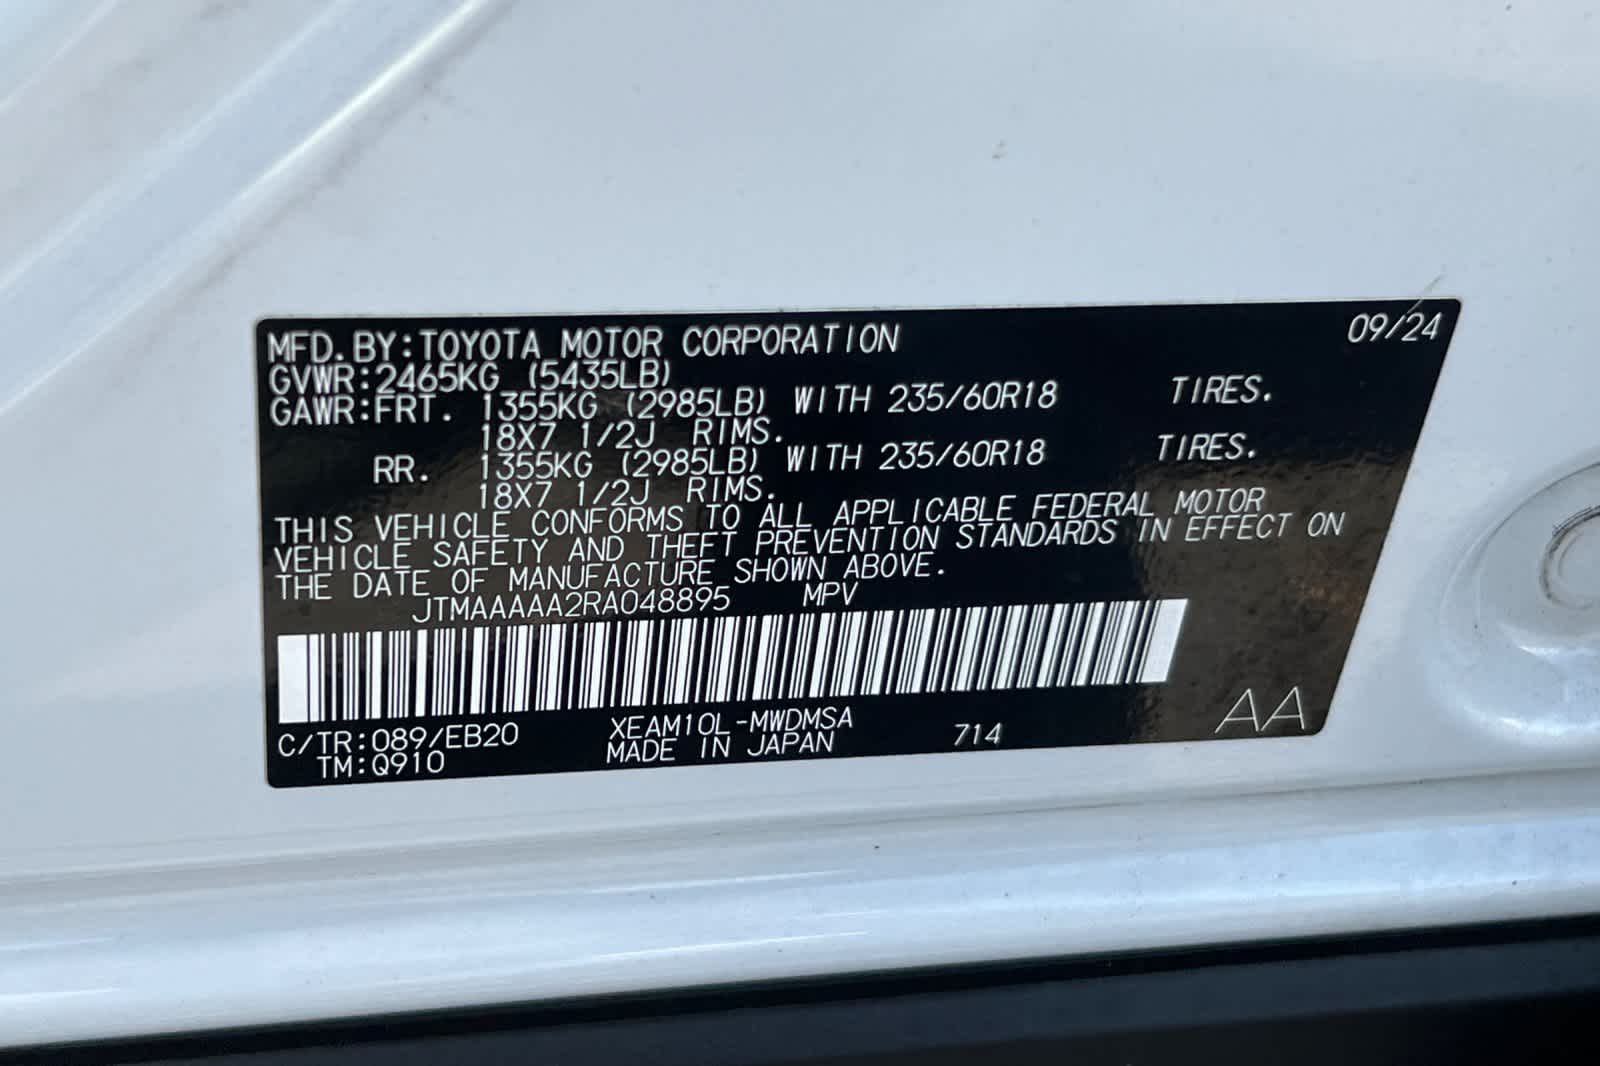 MFD. BY: TOYOTA MOTOR CORPORATION 09/24
GVWR: 2465KG (5435LB)
GAWR: FRT. 1355KG (2985LB) WITH 235/60R18 TIRES.
18X7 1/2J RIMS.
RR. 1355KG (2985LB) WITH 235/60R18 TIRES.
18X7 1/2J RIMS.
THIS VEHICLE CONFORMS TO ALL APPLICABLE FEDERAL MOTOR
VEHICLE SAFETY AND THEFT PREVENTION STANDARDS IN EFFECT ON
THE DATE OF MANUFACTURE SHOWN ABOVE.
JTMAAAAA2RA048895 MPV
C/TR: 089/EB20 XEAM10L-MWDMSA 714 AA
TM: Q910 MADE IN JAPAN